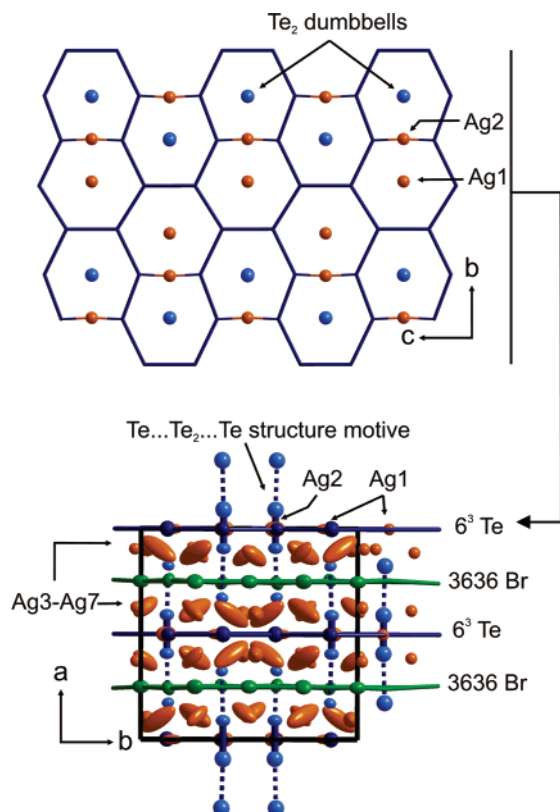 Te₂ dumbbells
Ag2
Ag1
b
c
Te...Te₂...Te structure motive
Ag2
Ag1
6³ Te
3636 Br
Ag3-Ag7
6³ Te
3636 Br
a
b